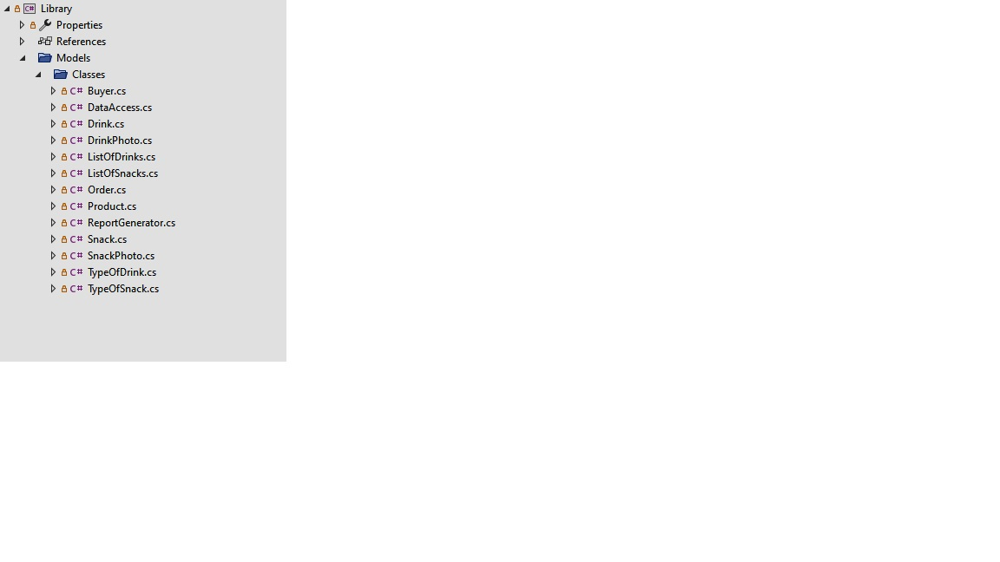 C# Library
Properties
References
Models
Classes
C# Buyer.cs
C# DataAccess.cs
C# Drink.cs
C# DrinkPhoto.cs
C# ListOfDrinks.cs
C# ListOfSnacks.cs
C# Order.cs
C# Product.cs
C# ReportGenerator.cs
C# Snack.cs
C# SnackPhoto.cs
C# TypeOfDrink.cs
C# TypeOfSnack.cs